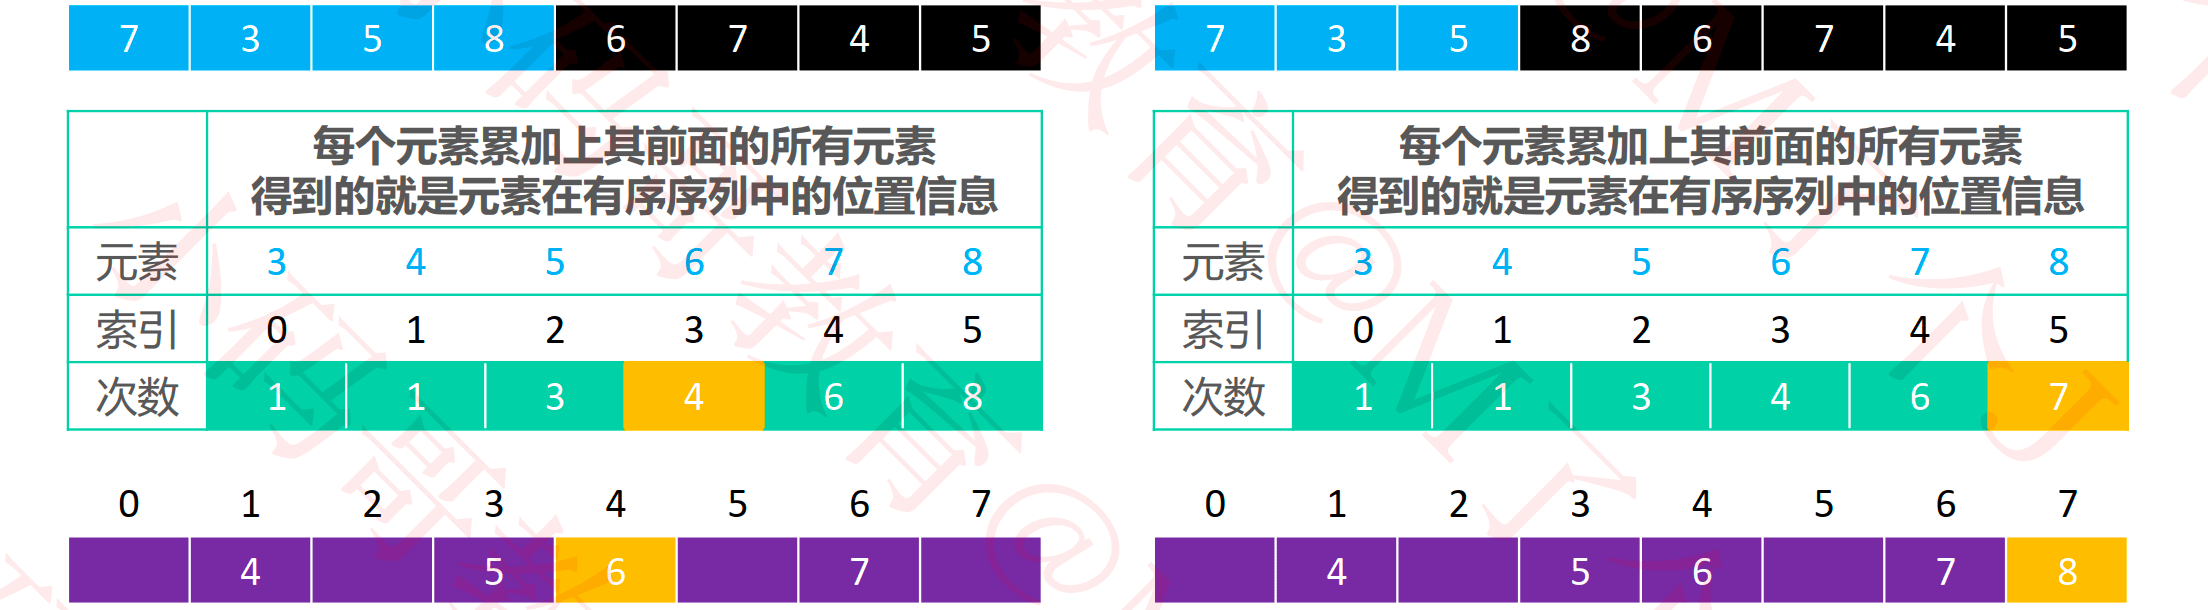 7 3 5 8 6 7 4 5
每个元素累加上其前面的所有元素
得到的就是元素在有序序列中的位置信息
元素 3 4 5 6 7 8
索引 0 1 2 3 4 5
次数 1 1 3 4 6 8
0 1 2 3 4 5 6 7
4 5 6 7
7 3 5 8 6 7 4 5
每个元素累加上其前面的所有元素
得到的就是元素在有序序列中的位置信息
元素 3 4 5 6 7 8
索引 0 1 2 3 4 5
次数 1 1 3 4 6 7
0 1 2 3 4 5 6 7
4 5 6 7 8